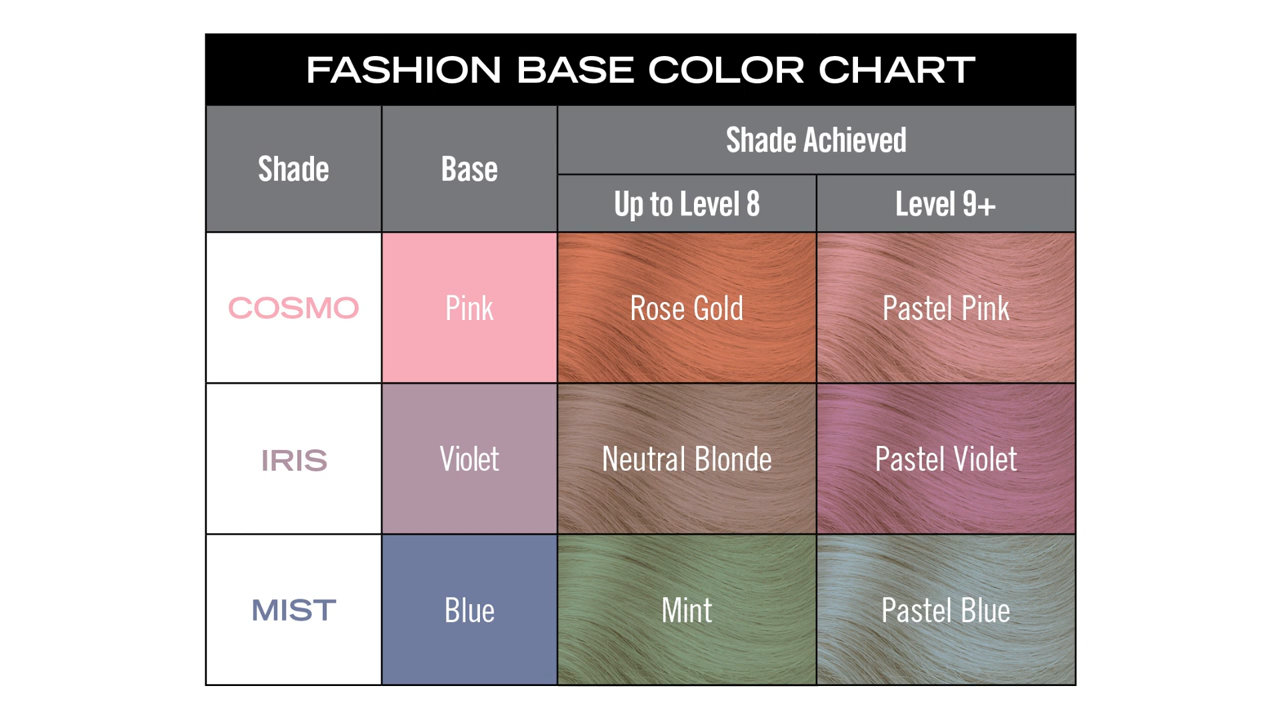 FASHION BASE COLOR CHART
Shade
Base
Shade Achieved
Up to Level 8
Level 9+
COSMO
Pink
Rose Gold
Pastel Pink
IRIS
Violet
Neutral Blonde
Pastel Violet
MIST
Blue
Mint
Pastel Blue